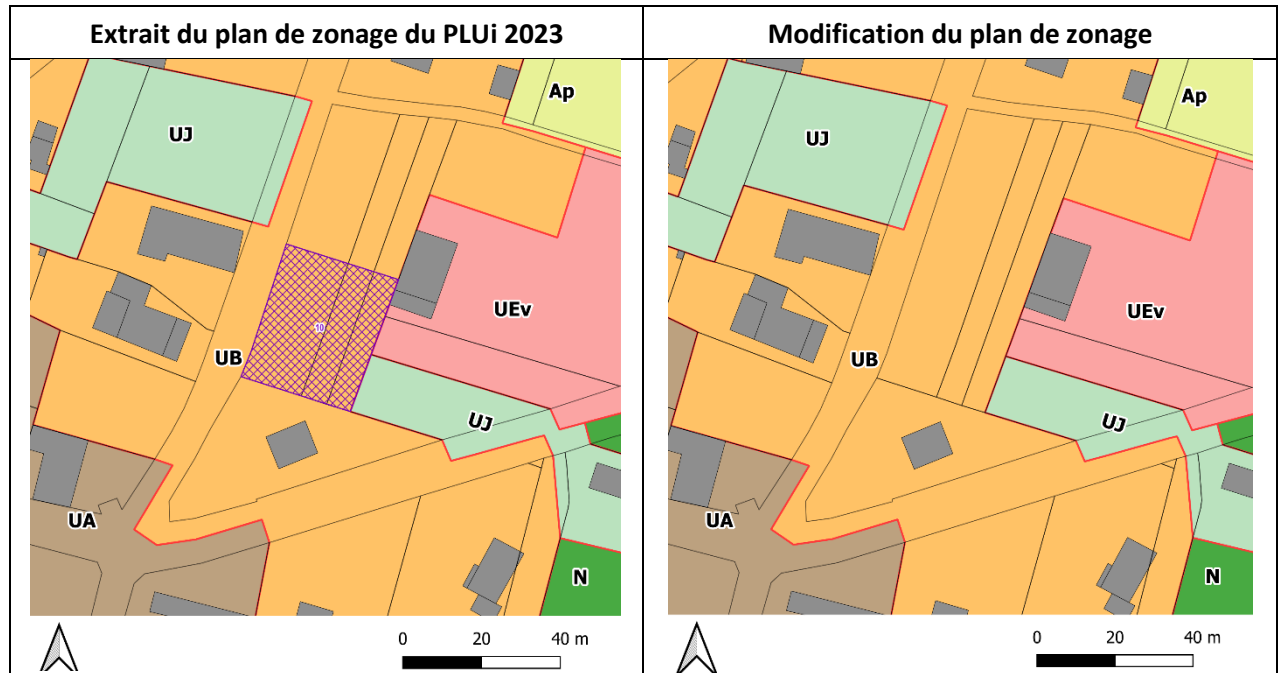 Extrait du plan de zonage du PLUi 2023
Ap
UJ
10
UEv
UB
UJ
UA
N
0 20 40 m
Modification du plan de zonage
Ap
UJ
UEv
UB
UJ
UA
N
0 20 40 m